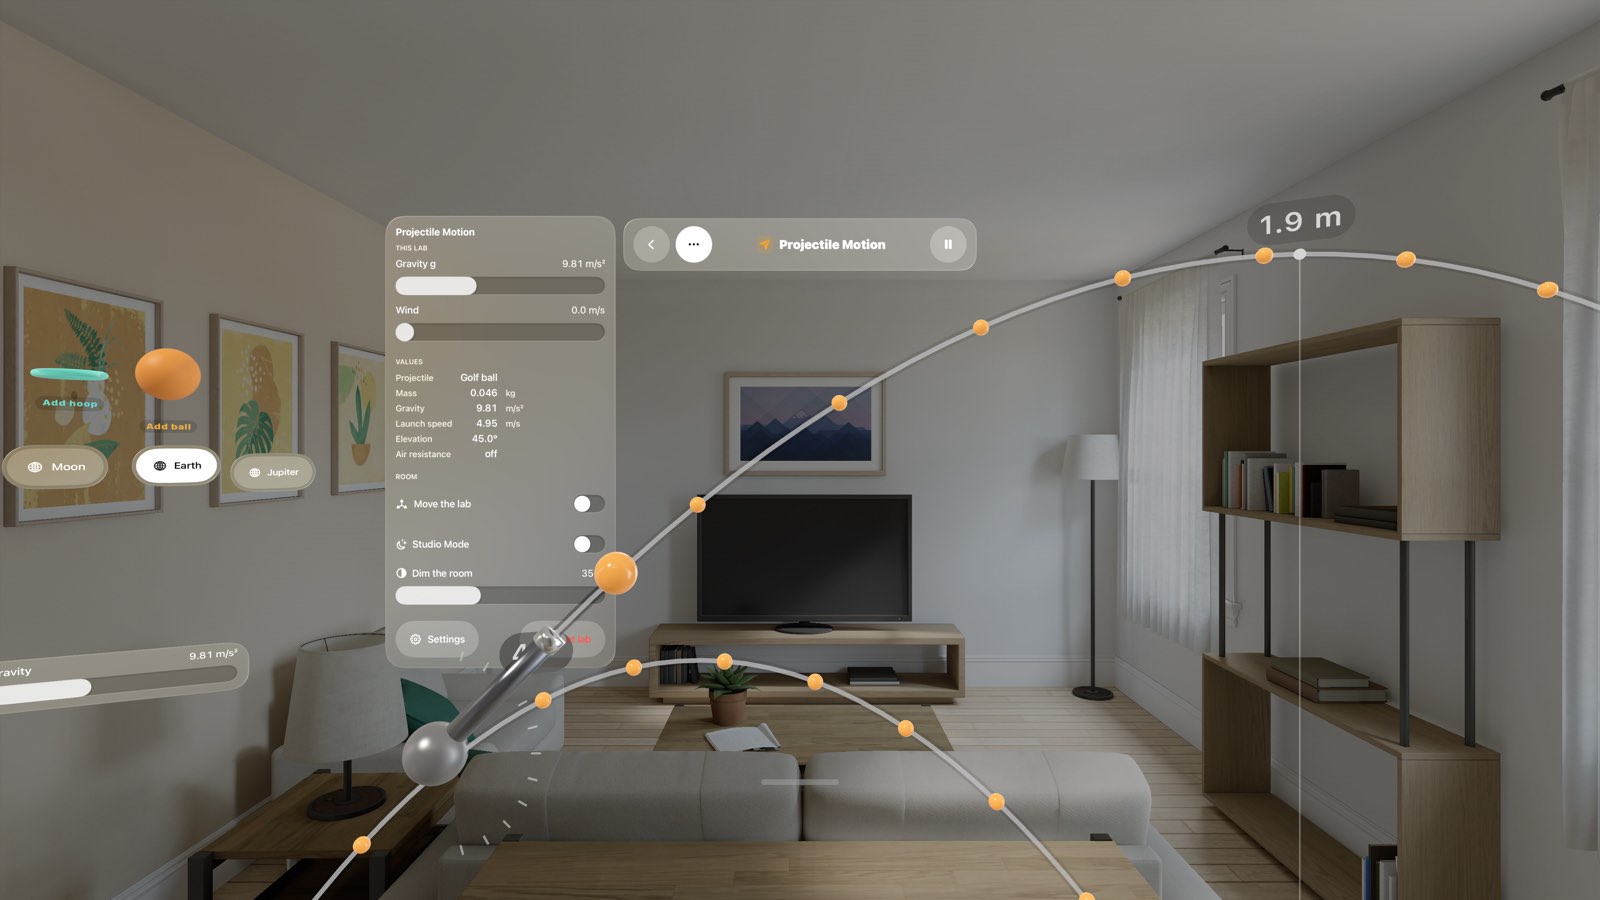 Projectile Motion
THIS LAB
Gravity g 9.81 m/s²
Wind 0.0 m/s
VALUES
Projectile Golf ball
Mass 0.046 kg
Gravity 9.81 m/s²
Launch speed 4.95 m/s
Elevation 45.0°
Air resistance off
ROOM
Move the lab
Studio Mode
Dim the room 35
Settings
lab
Projectile Motion
1.9 m
Add hoop
Add ball
Moon
Earth
Jupiter
9.81 m/s²